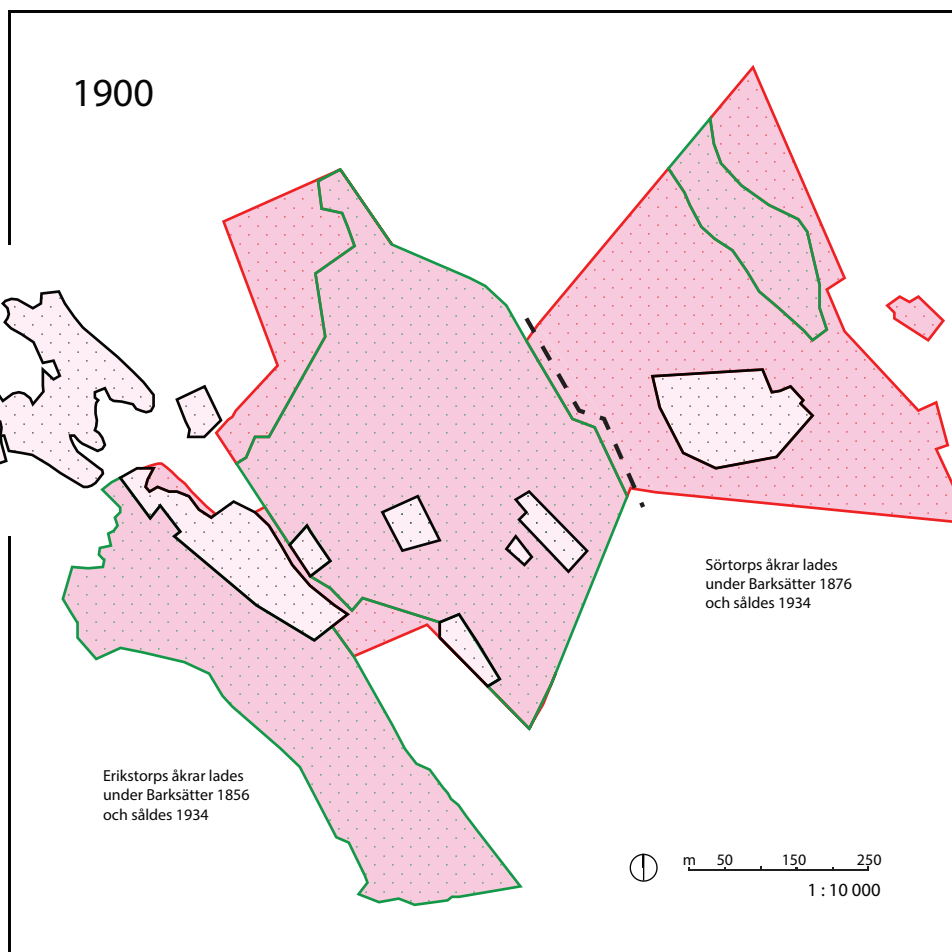 1900
Sörtorps åkrar lades
under Barksätter 1876
och såldes 1934
Erikstorps åkrar lades
under Barksätter 1856
och såldes 1934
m 50 150 250
1 : 10 000